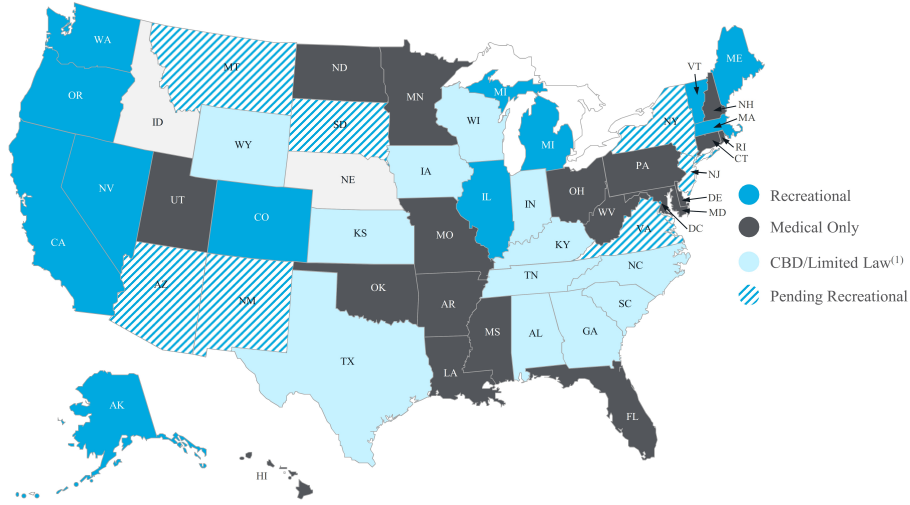 WA
MT
ND
MN
MI
VT
ME
OR
ID
SD
WI
NY
NH
MA
RI
CT
WY
MI
NV
NE
IA
PA
NJ
UT
IL
IN
OH
DE
MD
CA
CO
KS
MO
WV
VA
DC
KY
AZ
NM
OK
AR
TN
NC
SC
MS
AL
GA
TX
LA
FL
AK
HI
Recreational
Medical Only
CBD/Limited Law(1)
Pending Recreational